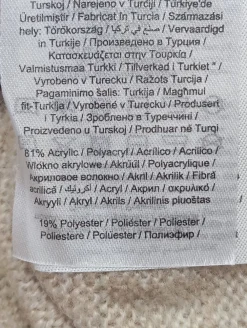 Turskoj / Narejeno v Turčiji / Türkiye'de
Üretilmiştir / Fabricat în Turcia / Származási
hely: Törökország / صنع في تركيا / Vervaardigd
in Turkije / Произведено в Турция /
Κατασκευάζεται στην Τουρκία /
Valmistusmaa Turkki / Tillverkad i Turkiet /
Vyrobeno v Turecku / Ražots Turcija /
Pagaminimo šalis: Turkija / Magħmul
fit-Turkija / Vyrobené v Turecku / Produsert
i Tyrkia / Зроблено в Туреччині /
Proizvedeno u Turskoj / Prodhuar në Turqi
81% Acrylic / Polyacryl / Acrílico / Acrilico /
Włókno akrylowe / Akrüül / Polyacrylique /
Акриловое волокно / Akril / Akrilik / Fibră
acrilică / أكريليك / Acryl / Акрил / ακρυλικό /
Akryyli / Akryl / Akrils / Akrilinis pluoštas
19% Polyester / Poliéster / Poliester /
Poliestere / Polüester / Полиэфир /